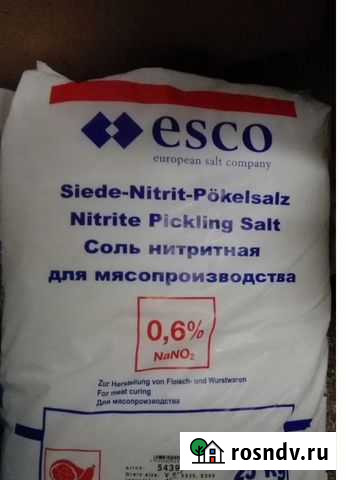 esco
european salt company
Siede-Nitrit-Pökelsalz
Nitrite Pickling Salt
Соль нитритная
для мясопроизводства
0,6%
NaNO₂
Zur Herstellung von Fleisch- und Wurstwaren
For meat curing
Для мясопроизводства
5439
25 kg
rosndv.ru